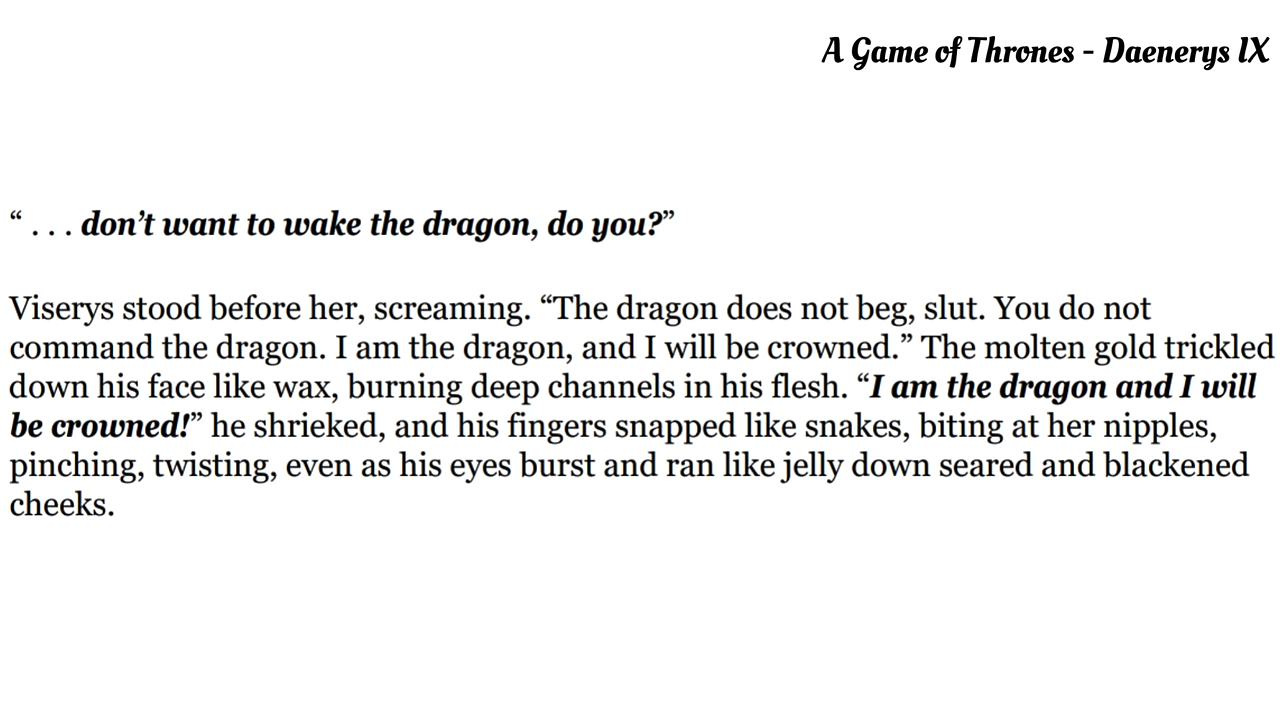 A Game of Thrones - Daenerys IX
“ . . . don’t want to wake the dragon, do you?”
Viserys stood before her, screaming. “The dragon does not beg, slut. You do not
command the dragon. I am the dragon, and I will be crowned.” The molten gold trickled
down his face like wax, burning deep channels in his flesh. “I am the dragon and I will
be crowned!” he shrieked, and his fingers snapped like snakes, biting at her nipples,
pinching, twisting, even as his eyes burst and ran like jelly down seared and blackened
cheeks.